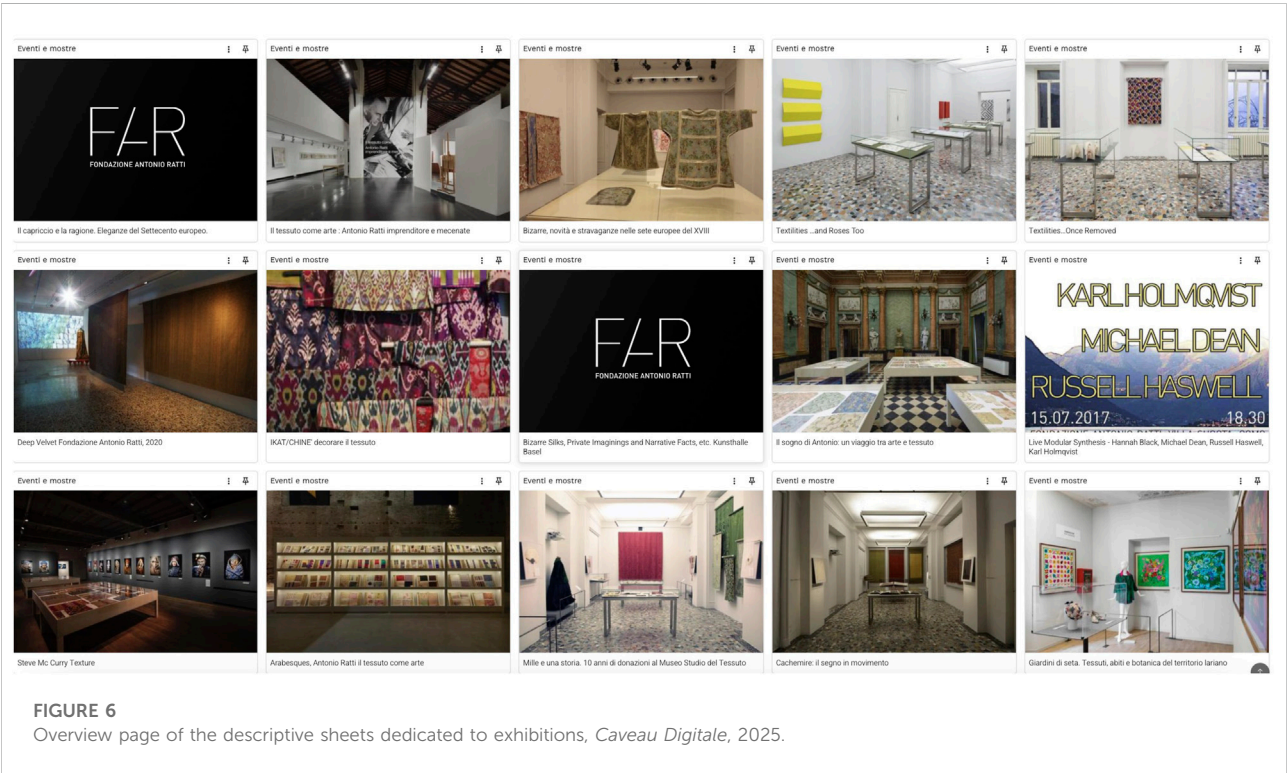 Eventi e mostre
FAR
FONDAZIONE ANTONIO RATTI
Il capriccio e la ragione. Eleganze del Settecento europeo.
Eventi e mostre
Il tessuto come arte : Antonio Ratti imprenditore e mecenate
Eventi e mostre
Bizarre, novità e stravaganze nelle sete europee del XVIII
Eventi e mostre
Textilities ..and Roses Too
Eventi e mostre
Textilities..Once Removed
Eventi e mostre
Deep Velvet Fondazione Antonio Ratti, 2020
Eventi e mostre
IKAT/CHINE' decorare il tessuto
Eventi e mostre
FAR
FONDAZIONE ANTONIO RATTI
Bizarre Silks, Private Imaginings and Narrative Facts, etc. Kunsthalle
Basel
Eventi e mostre
Il sogno di Antonio: un viaggio tra arte e tessuto
Eventi e mostre
KARL HOLMQVIST
MICHAEL DEAN
RUSSELL HASWELL
15.07.2017 18.30
Live Modular Synthesis - Hannah Black, Michael Dean, Russell Haswell,
Karl Holmqvist
Eventi e mostre
Steve Mc Curry Texture
Eventi e mostre
Arabesques, Antonio Ratti il tessuto come arte
Eventi e mostre
Mille e una storia. 10 anni di donazioni al Museo Studio del Tessuto
Eventi e mostre
Cachemire: il segno in movimento
Eventi e mostre
Giardini di seta. Tessuti, abiti e botanica del territorio lariano
FIGURE 6
Overview page of the descriptive sheets dedicated to exhibitions, Caveau Digitale, 2025.